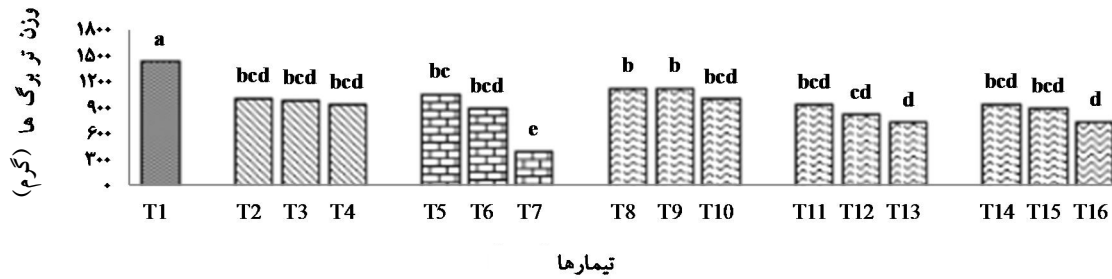 وزن تر برگ ها (گرم)
۱۸۰۰
۱۵۰۰
۱۲۰۰
۹۰۰
۶۰۰
۳۰۰
۰
a
bcd bcd bcd
bc bcd e
b b bcd
bcd cd d
bcd bcd d
T1 T2 T3 T4 T5 T6 T7 T8 T9 T10 T11 T12 T13 T14 T15 T16
تیمارها